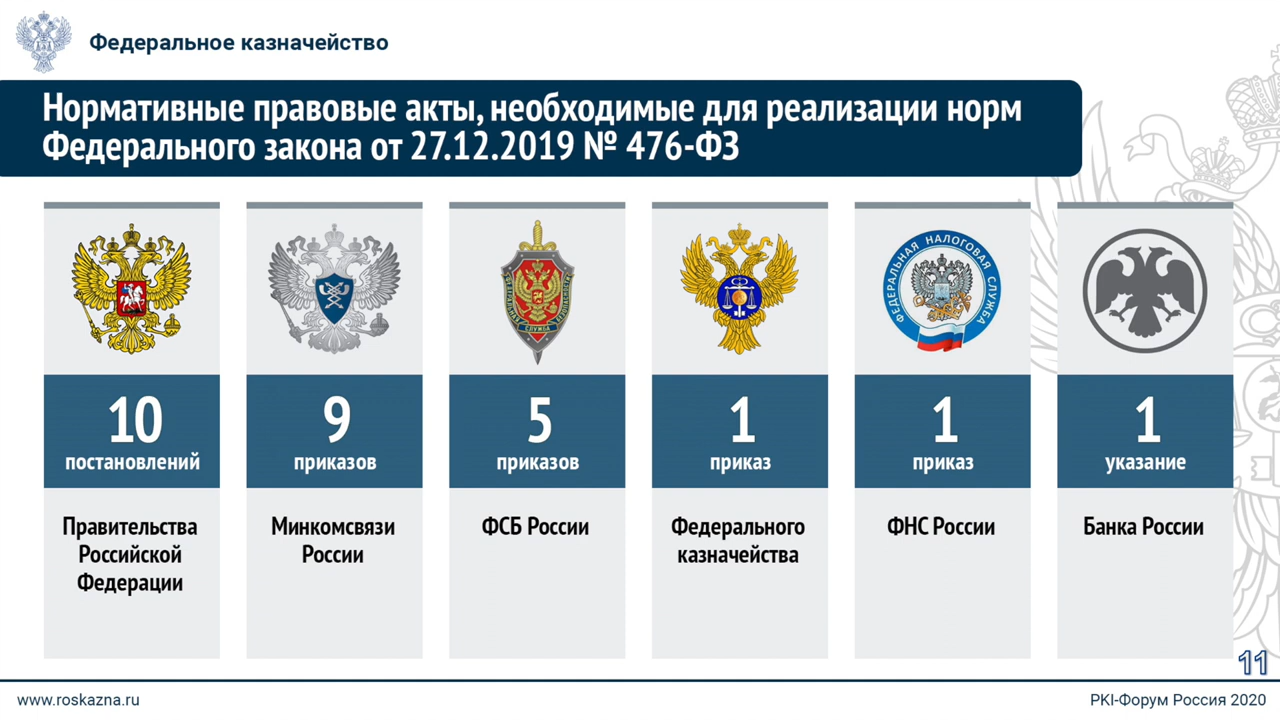 Федеральное казначейство
Нормативные правовые акты, необходимые для реализации норм
Федерального закона от 27.12.2019 № 476-ФЗ
ФЕДЕРАЛЬНАЯ НАЛОГОВАЯ СЛУЖБА
10
постановлений
Правительства
Российской
Федерации
9
приказов
Минкомсвязи
России
5
приказов
ФСБ России
1
приказ
Федерального
казначейства
1
приказ
ФНС России
1
указание
Банка России
11
www.roskazna.ru
PKI-Форум Россия 2020